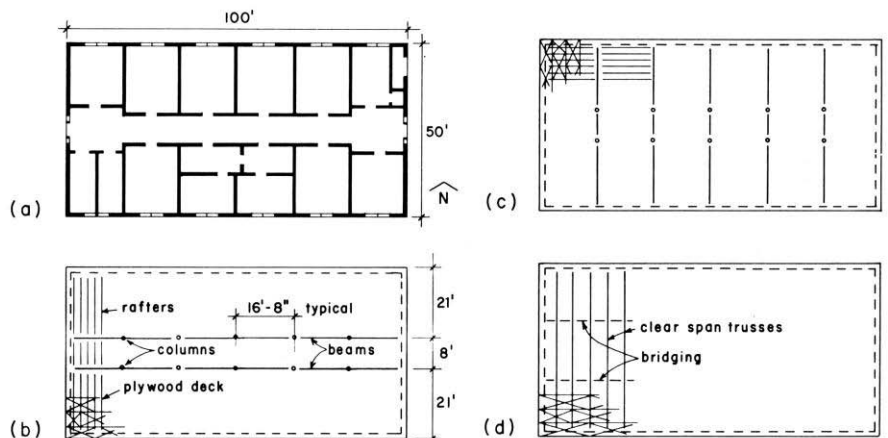 100'
50'
N
(a)
(c)
rafters
16'-8" typical
columns
beams
plywood deck
21'
8'
21'
(b)
clear span trusses
bridging
(d)